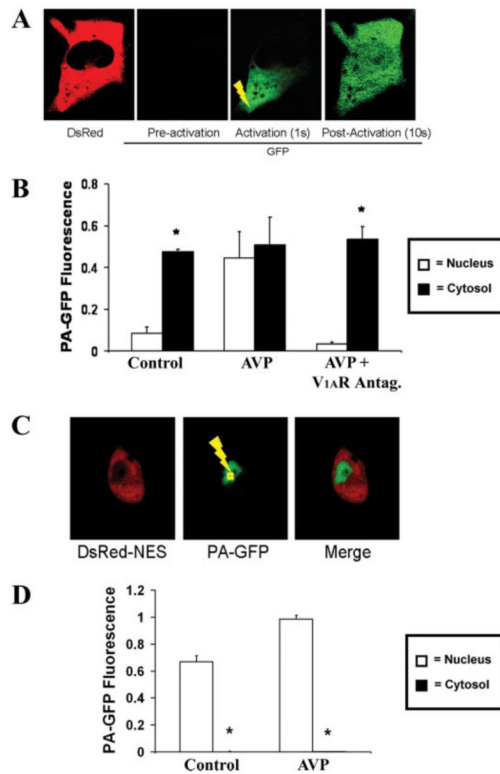 A
DsRed Pre-activation Activation (1s) Post-Activation (10s)
GFP
B
PA-GFP Fluorescence
0.8
0.6
0.4
0.2
0
*
*
Control AVP AVP +
V1AR Antag.
= Nucleus
= Cytosol
C
DsRed-NES PA-GFP Merge
D
PA-GFP Fluorescence
1.2
1
0.8
0.6
0.4
0.2
0
*
*
Control AVP
= Nucleus
= Cytosol